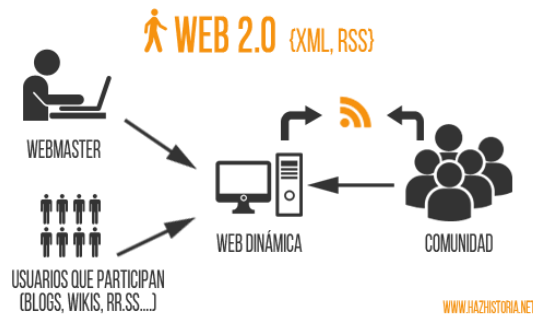 WEB 2.0 {XML, RSS}
WEBMASTER
WEB DINÁMICA
COMUNIDAD
USUARIOS QUE PARTICIPAN
(BLOGS, WIKIS, RR.SS....)
WWW.HAZHISTORIA.NET